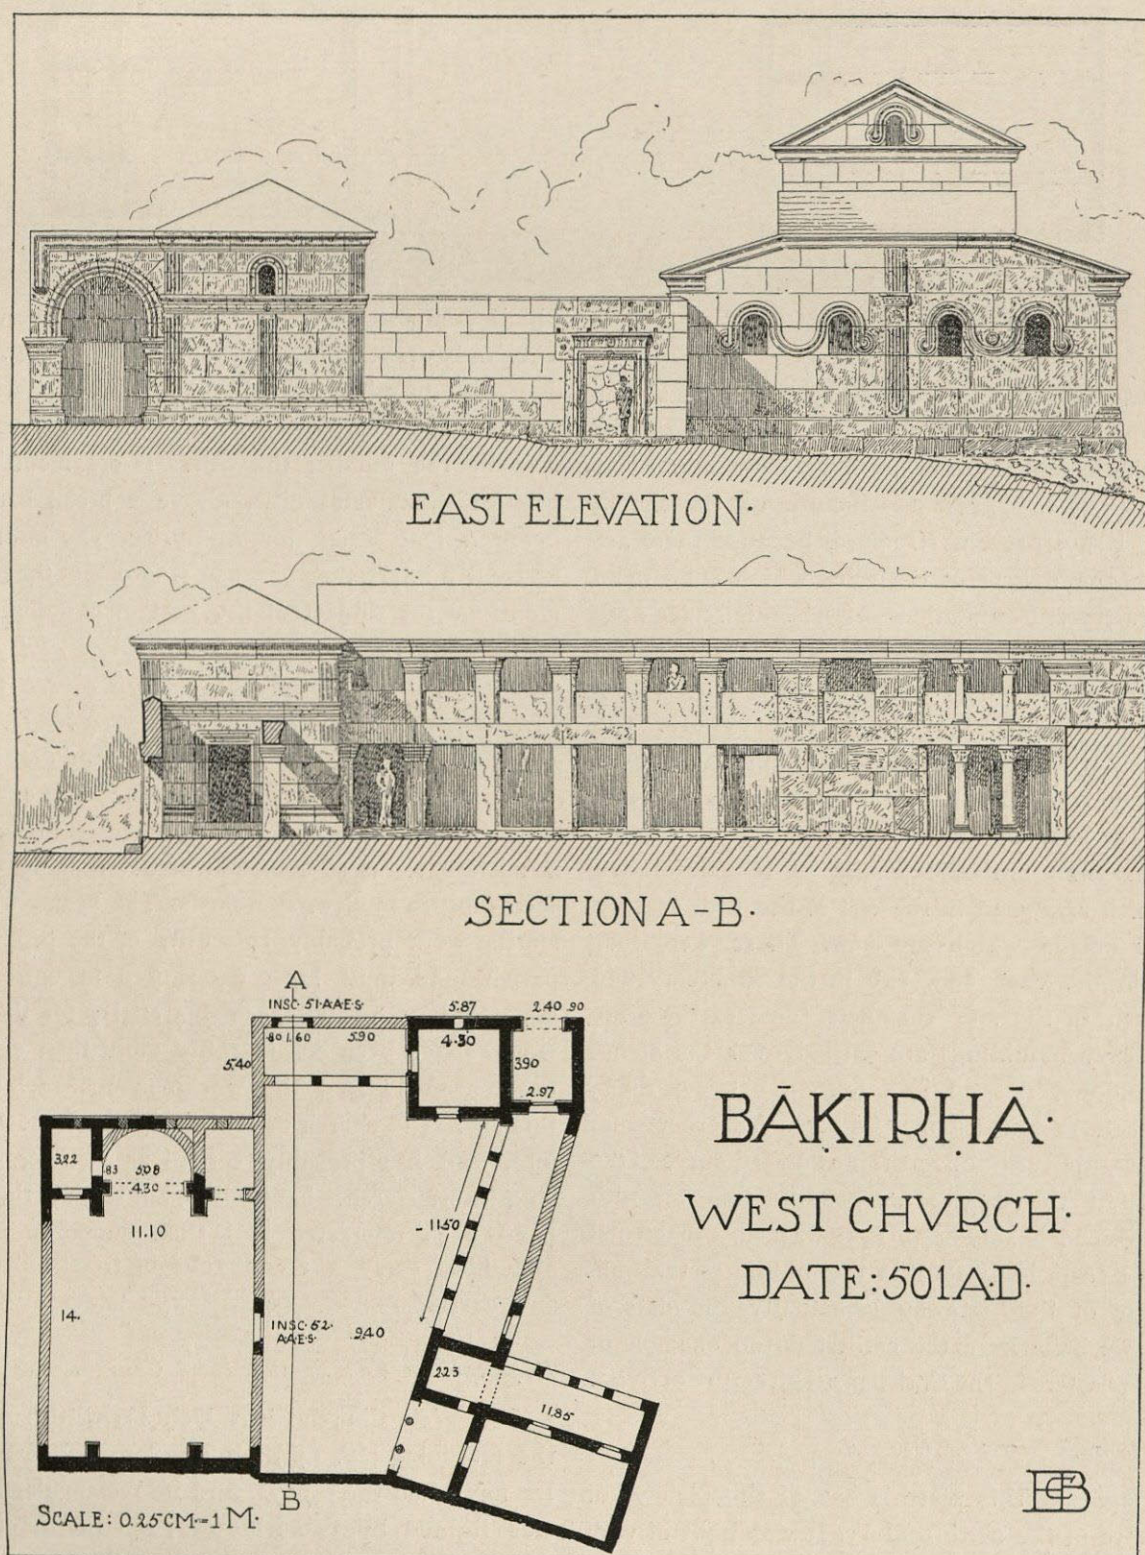 EAST ELEVATION·
SECTION A-B·
A
INSC· 51·A·A·E·S·
5.87
2.40 .90
.80 1.60 5.90
4.30
5.40
3.90
2.97
3.22
.83 5.08
4.30
11.10
11.50
14.
INSC·52·
A·A·E·S·
9.40
2.23
11.85
B
BĀḲIRḤĀ·
WEST CHVRCH·
DATE:501A·D·
SCALE: 0.25CM·=1 M·
HCB